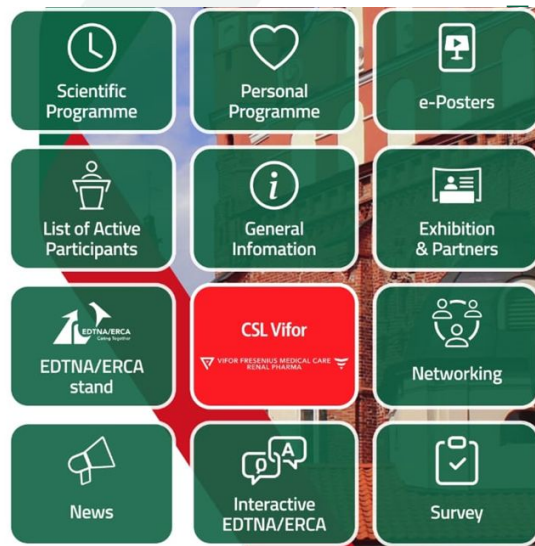 Scientific
Programme
Personal
Programme
e-Posters
List of Active
Participants
General
Infomation
Exhibition
& Partners
EDTNA/ERCA
Caring Together
EDTNA/ERCA
stand
CSL Vifor
VIFOR FRESENIUS MEDICAL CARE
RENAL PHARMA
Networking
News
Q A
Interactive
EDTNA/ERCA
Survey